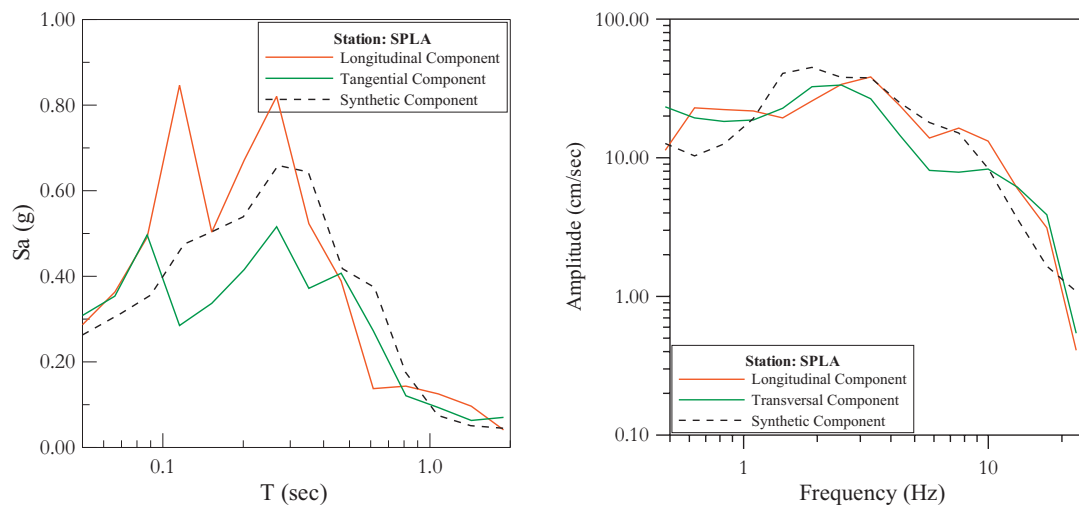 1.00
0.80
0.60
0.40
0.20
0.00
Sa (g)
Station: SPLA
Longitudinal Component
Tangential Component
Synthetic Component
0.1
1.0
T (sec)
100.00
10.00
1.00
0.10
Amplitude (cm/sec)
Station: SPLA
Longitudinal Component
Transversal Component
Synthetic Component
1
10
Frequency (Hz)